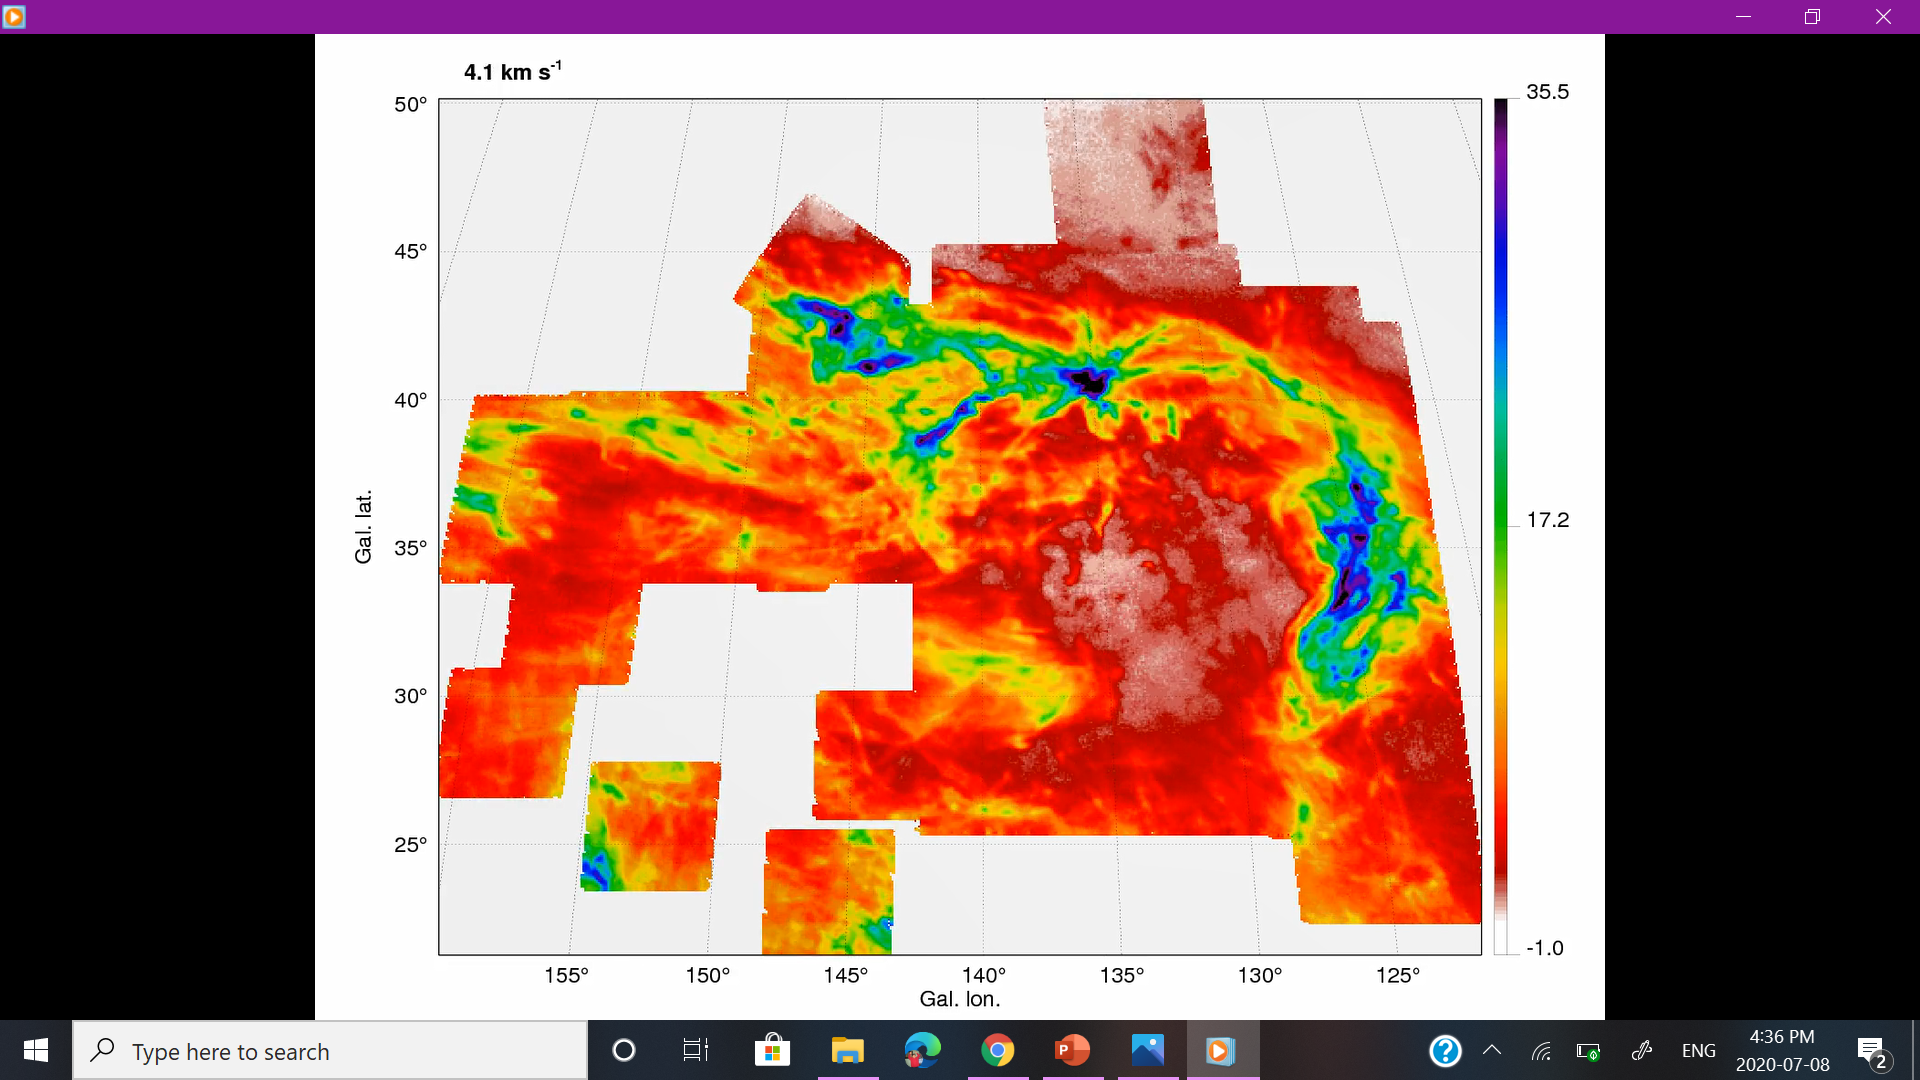 4.1 km s-1
50°
45°
40°
35°
30°
25°
Gal. lat.
155°
150°
145°
140°
135°
130°
125°
Gal. lon.
35.5
17.2
-1.0
Type here to search
P
?
ENG
4:36 PM
2020-07-08
2